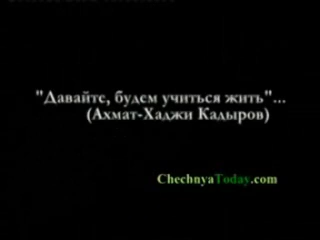 "Давайте, будем учиться жить"...
(Ахмат-Хаджи Кадыров)
ChechnyaToday.com